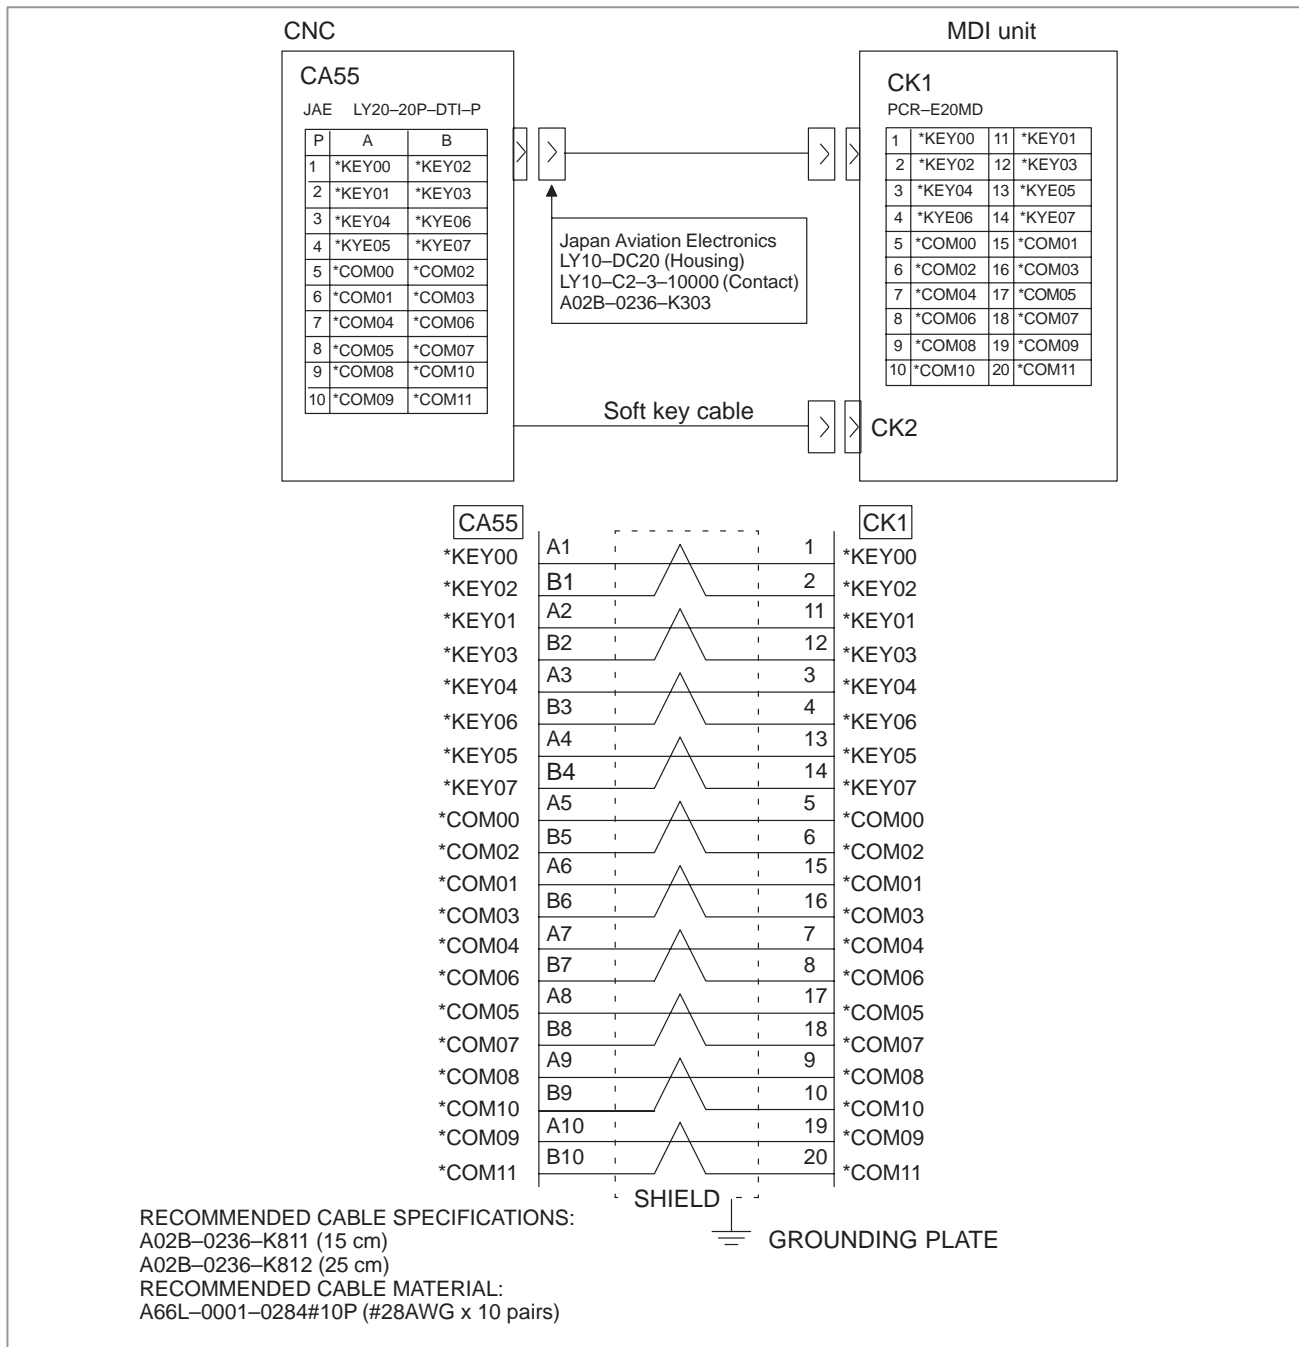 CNC
MDI unit
CA55
JAE LY20–20P–DTI–P
P A B
1 *KEY00 *KEY02
2 *KEY01 *KEY03
3 *KEY04 *KYE06
4 *KYE05 *KYE07
5 *COM00 *COM02
6 *COM01 *COM03
7 *COM04 *COM06
8 *COM05 *COM07
9 *COM08 *COM10
10 *COM09 *COM11
CK1
PCR–E20MD
1 *KEY00 11 *KEY01
2 *KEY02 12 *KEY03
3 *KEY04 13 *KYE05
4 *KYE06 14 *KYE07
5 *COM00 15 *COM01
6 *COM02 16 *COM03
7 *COM04 17 *COM05
8 *COM06 18 *COM07
9 *COM08 19 *COM09
10 *COM10 20 *COM11
Japan Aviation Electronics
LY10–DC20 (Housing)
LY10–C2–3–10000 (Contact)
A02B–0236–K303
Soft key cable
CK2
CA55
CK1
*KEY00 A1 1 *KEY00
*KEY02 B1 2 *KEY02
*KEY01 A2 11 *KEY01
*KEY03 B2 12 *KEY03
*KEY04 A3 3 *KEY04
*KEY06 B3 4 *KEY06
*KEY05 A4 13 *KEY05
*KEY07 B4 14 *KEY07
*COM00 A5 5 *COM00
*COM02 B5 6 *COM02
*COM01 A6 15 *COM01
*COM03 B6 16 *COM03
*COM04 A7 7 *COM04
*COM06 B7 8 *COM06
*COM05 A8 17 *COM05
*COM07 B8 18 *COM07
*COM08 A9 9 *COM08
*COM10 B9 10 *COM10
*COM09 A10 19 *COM09
*COM11 B10 20 *COM11
SHIELD
GROUNDING PLATE
RECOMMENDED CABLE SPECIFICATIONS:
A02B–0236–K811 (15 cm)
A02B–0236–K812 (25 cm)
RECOMMENDED CABLE MATERIAL:
A66L–0001–0284#10P (#28AWG x 10 pairs)